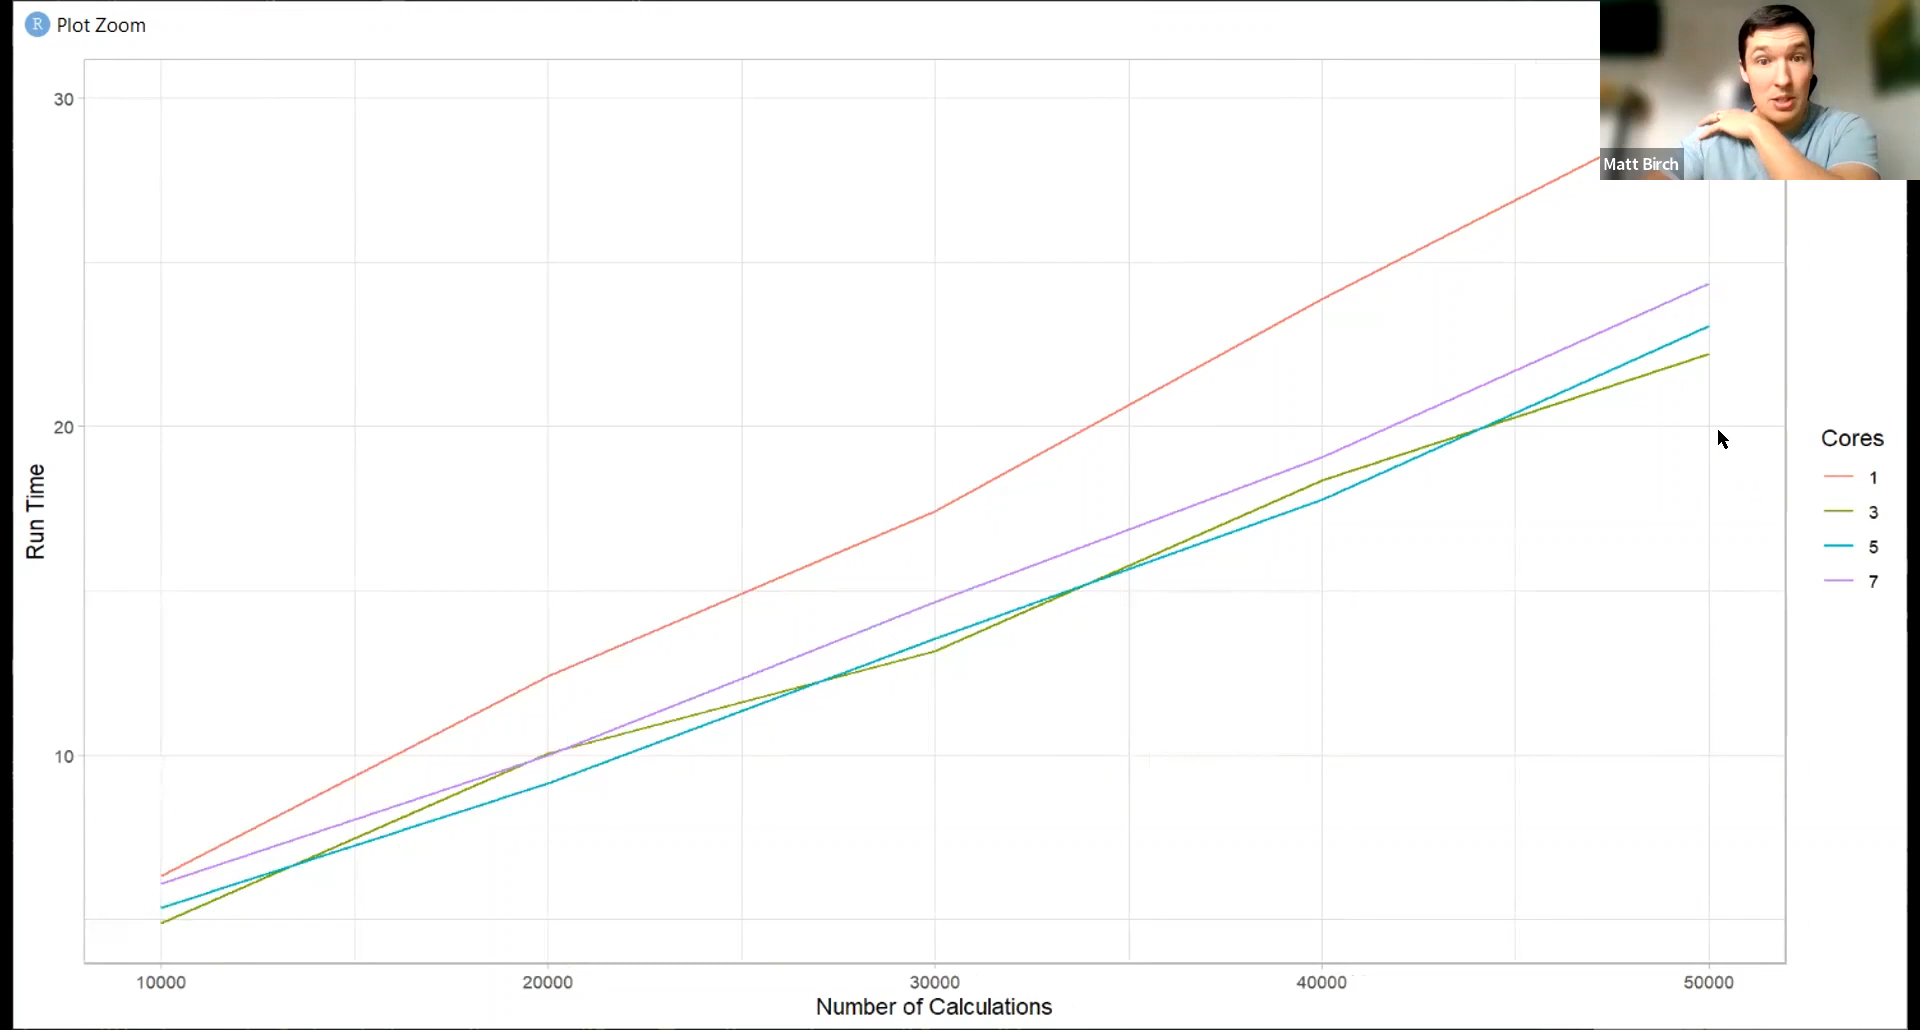 R Plot Zoom
Matt Birch
30
20
10
Run Time
10000 20000 30000 40000 50000
Number of Calculations
Cores
1
3
5
7